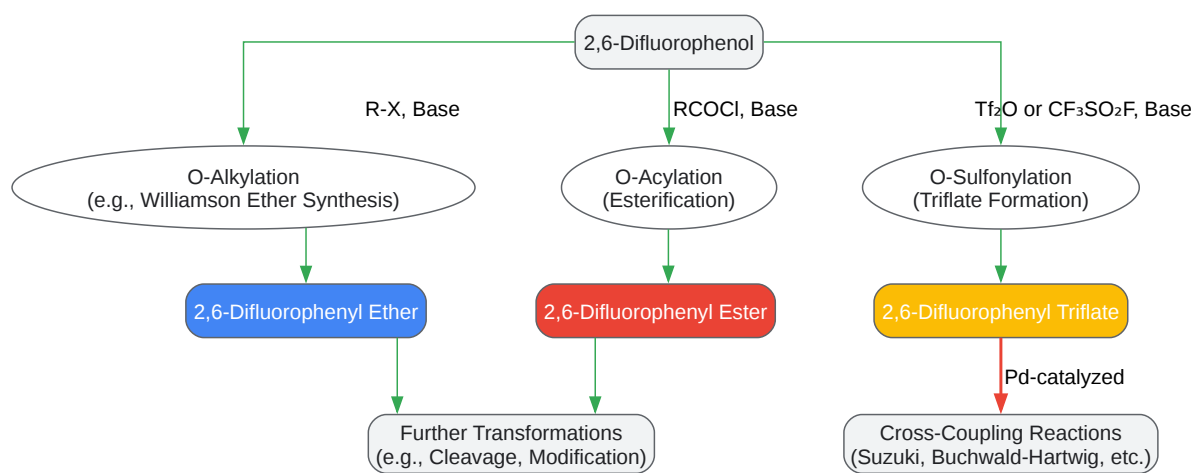 2,6-Difluorophenol
R-X, Base
RCOCl, Base
Tf₂O or CF₃SO₂F, Base
O-Alkylation
(e.g., Williamson Ether Synthesis)
O-Acylation
(Esterification)
O-Sulfonylation
(Triflate Formation)
2,6-Difluorophenyl Ether
2,6-Difluorophenyl Ester
2,6-Difluorophenyl Triflate
Pd-catalyzed
Further Transformations
(e.g., Cleavage, Modification)
Cross-Coupling Reactions
(Suzuki, Buchwald-Hartwig, etc.)